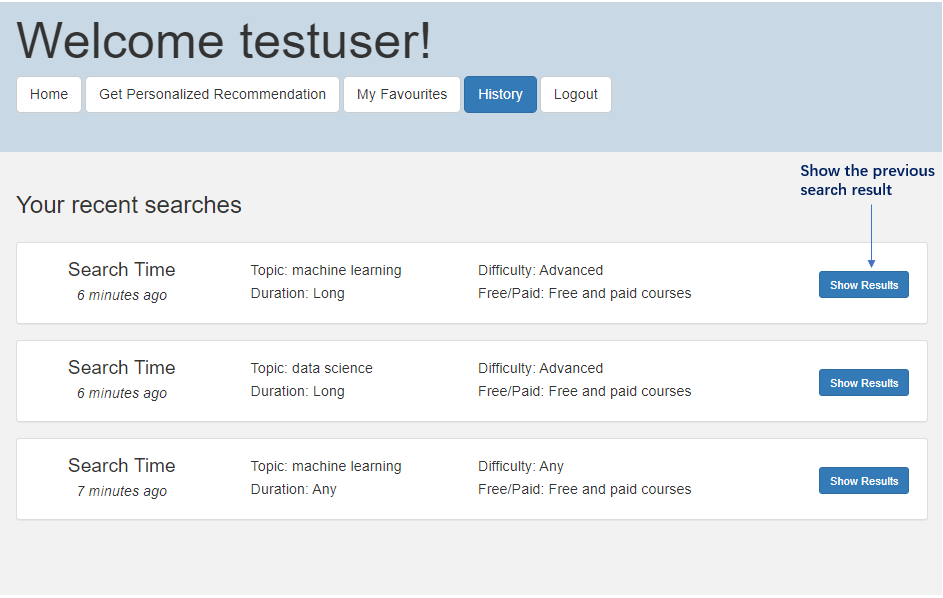 Welcome testuser!
Home Get Personalized Recommendation My Favourites History Logout
Show the previous
search result
Your recent searches
Search Time
6 minutes ago
Topic: machine learning
Duration: Long
Difficulty: Advanced
Free/Paid: Free and paid courses
Show Results
Search Time
6 minutes ago
Topic: data science
Duration: Long
Difficulty: Advanced
Free/Paid: Free and paid courses
Show Results
Search Time
7 minutes ago
Topic: machine learning
Duration: Any
Difficulty: Any
Free/Paid: Free and paid courses
Show Results